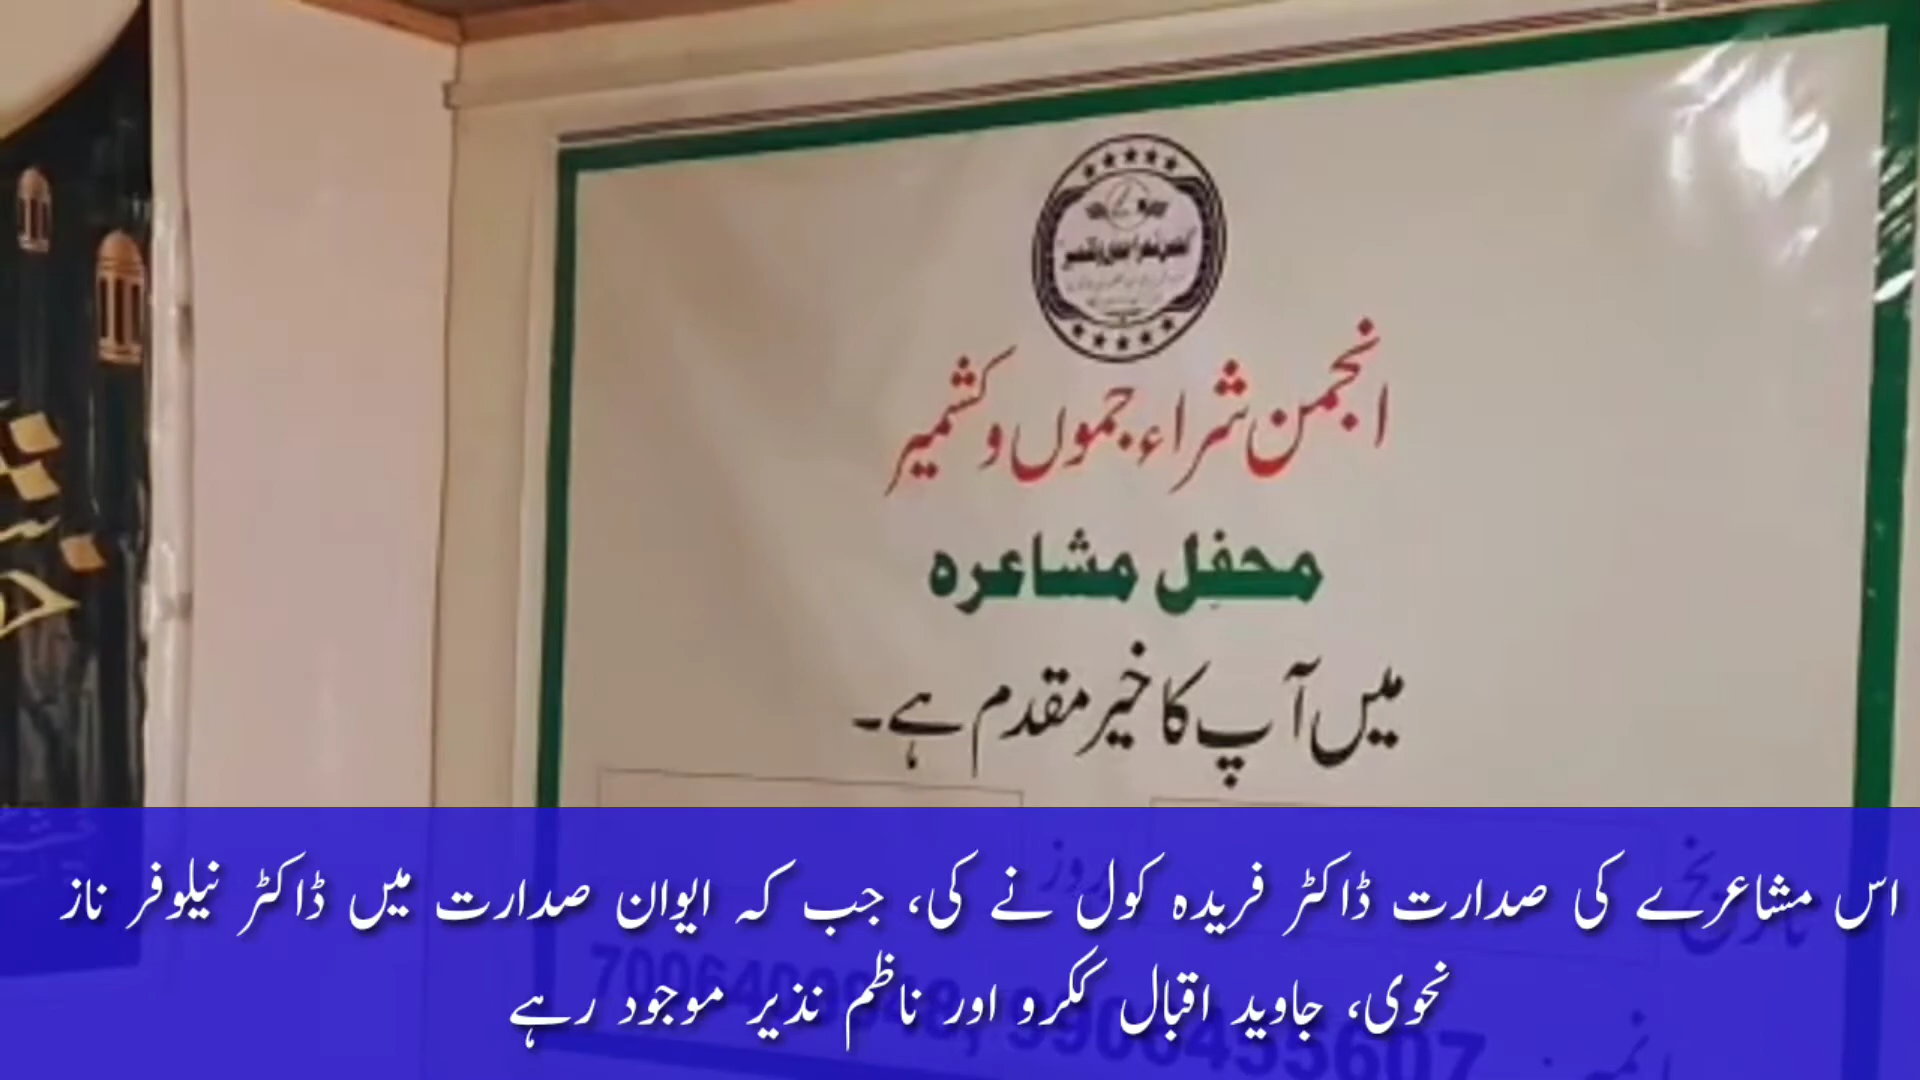 انجمن شراء جموں و کشمیر
محفلِ مشاعرہ
میں آپ کا خیر مقدم ہے۔
روز
تاریخ
اس مشاعرے کی صدارت ڈاکٹر فریدہ کول نے کی، جب کہ ایوان صدارت میں ڈاکٹر نیلوفر ناز
نحوی، جاوید اقبال ککرو اور ناظم نذیر موجود رہے